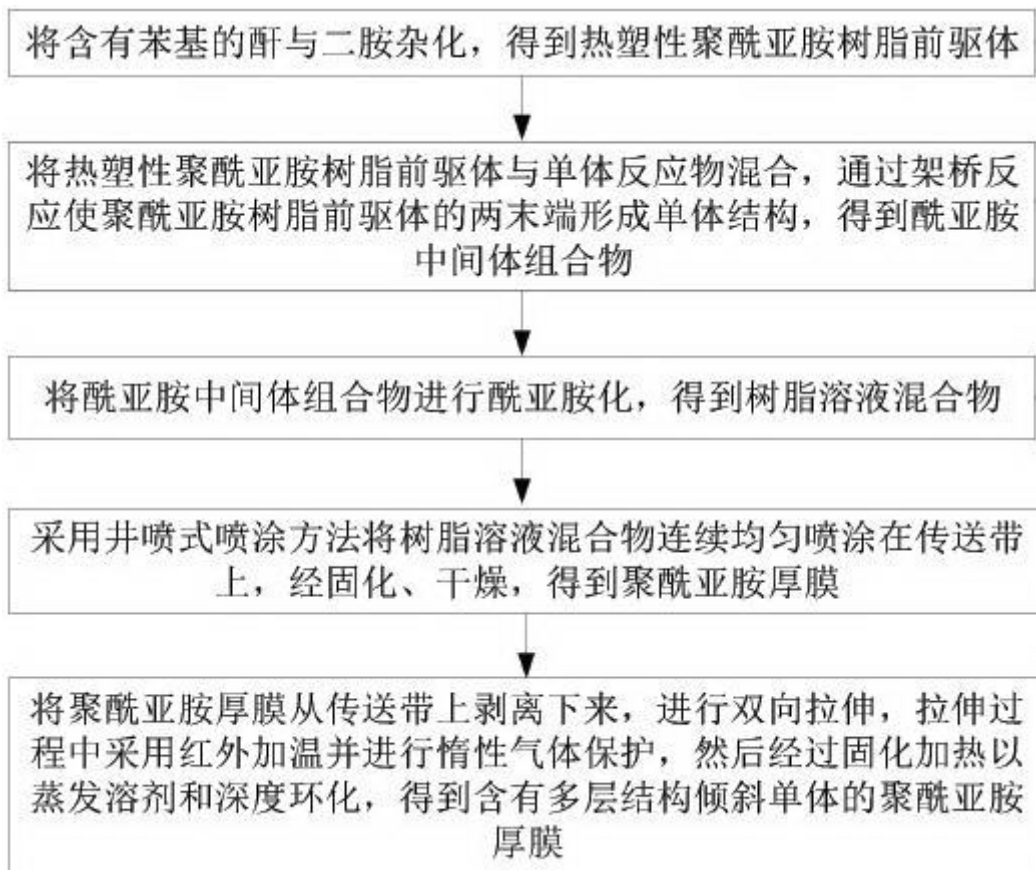 将含有苯基的酐与二胺杂化，得到热塑性聚酰亚胺树脂前驱体
将热塑性聚酰亚胺树脂前驱体与单体反应物混合，通过架桥反
应使聚酰亚胺树脂前驱体的两末端形成单体结构，得到酰亚胺
中间体组合物
将酰亚胺中间体组合物进行酰亚胺化，得到树脂溶液混合物
采用井喷式喷涂方法将树脂溶液混合物连续均匀喷涂在传送带
上，经固化、干燥，得到聚酰亚胺厚膜
将聚酰亚胺厚膜从传送带上剥离下来，进行双向拉伸，拉伸过
程中采用红外加温并进行惰性气体保护，然后经过固化加热以
蒸发溶剂和深度环化，得到含有多层结构倾斜单体的聚酰亚胺
厚膜